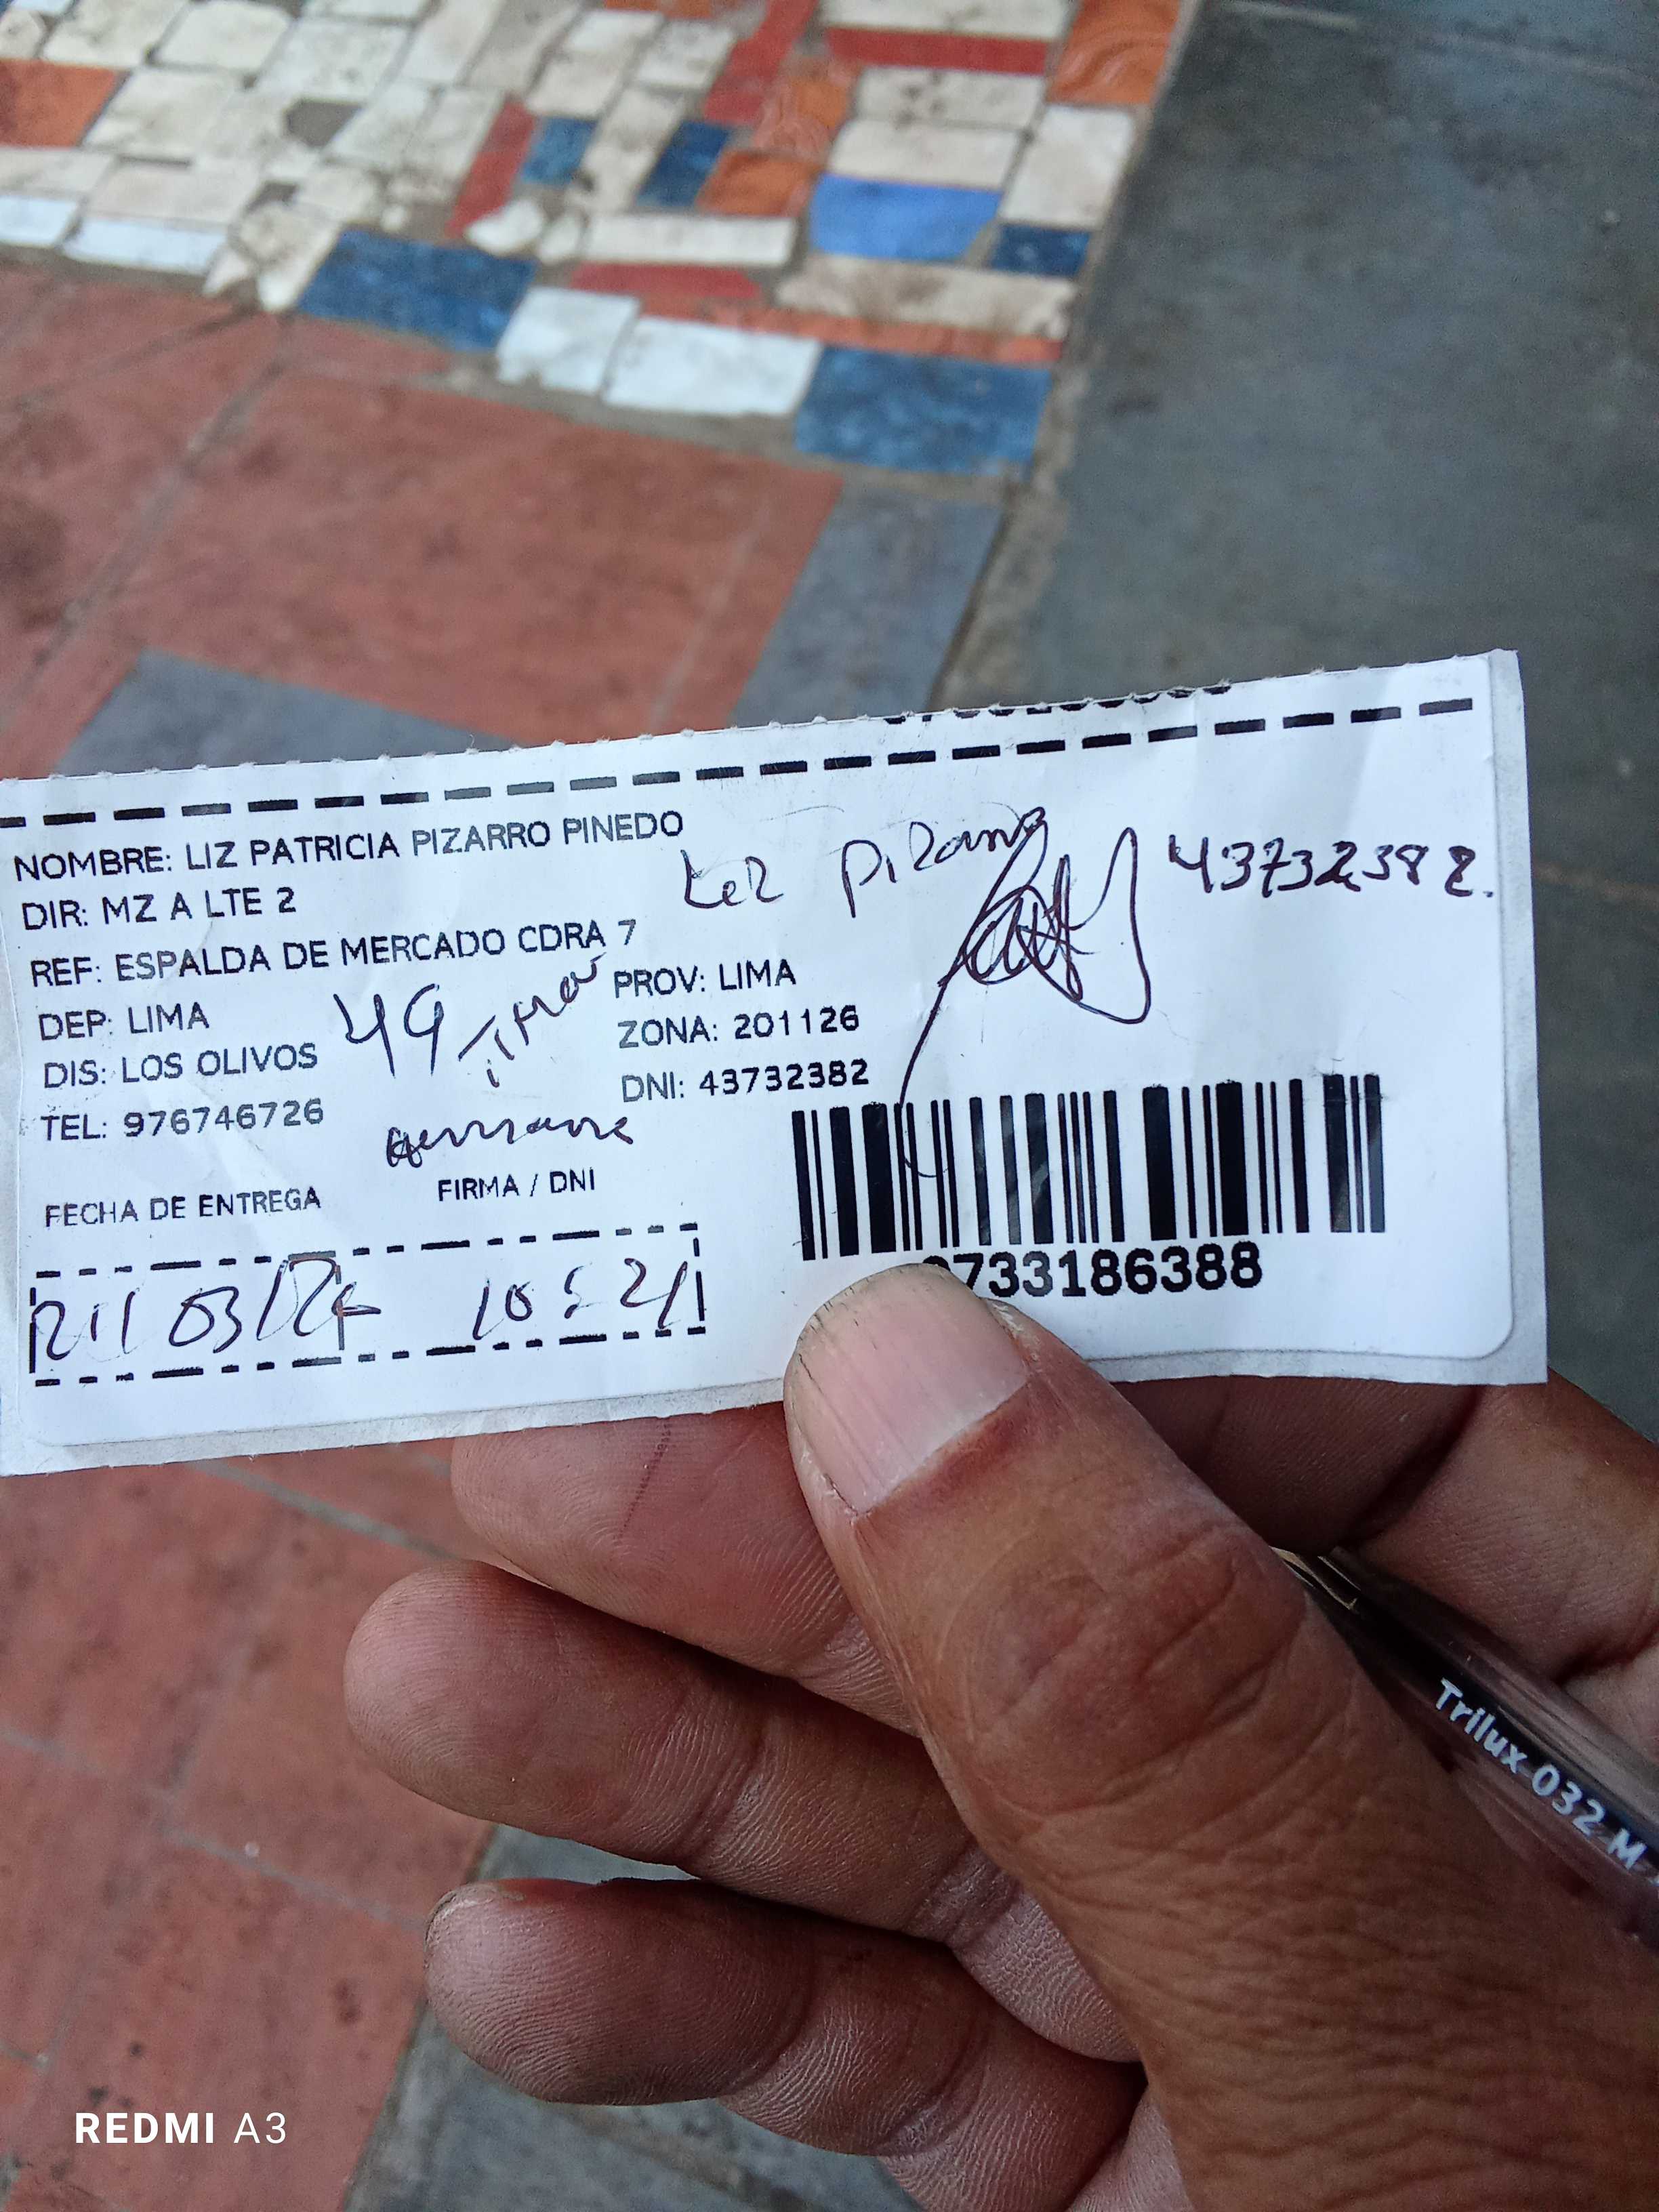 NOMBRE: LIZ PATRICIA PIZARRO PINEDO
DIR: MZ A LTE 2
Liz Pizarro
43732382.
REF: ESPALDA DE MERCADO CDRA 7
DEP: LIMA
PROV: LIMA
49
DIS: LOS OLIVOS
ZONA: 201126
TEL: 976746726
DNI: 43732382
FECHA DE ENTREGA
FIRMA / DNI
733186388
21/03/
10:21
Trilux 032 M
REDMI A3